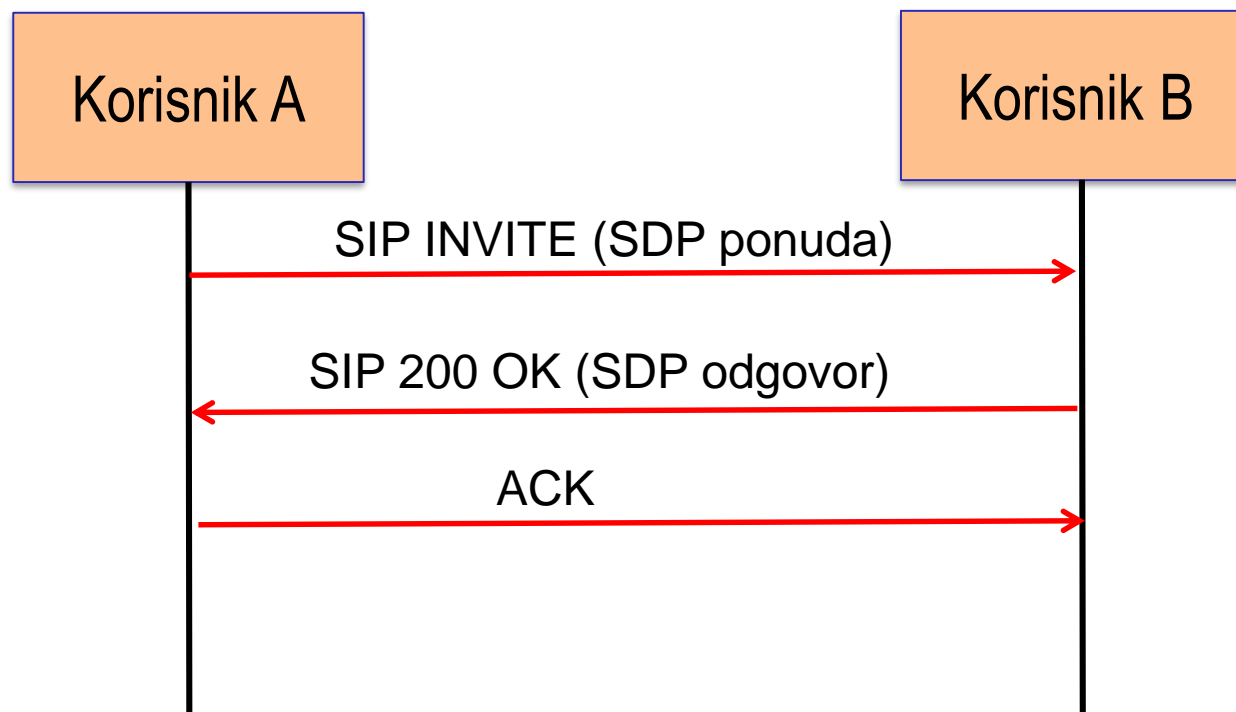 Korisnik A
Korisnik B
SIP INVITE (SDP ponuda)
SIP 200 OK (SDP odgovor)
ACK